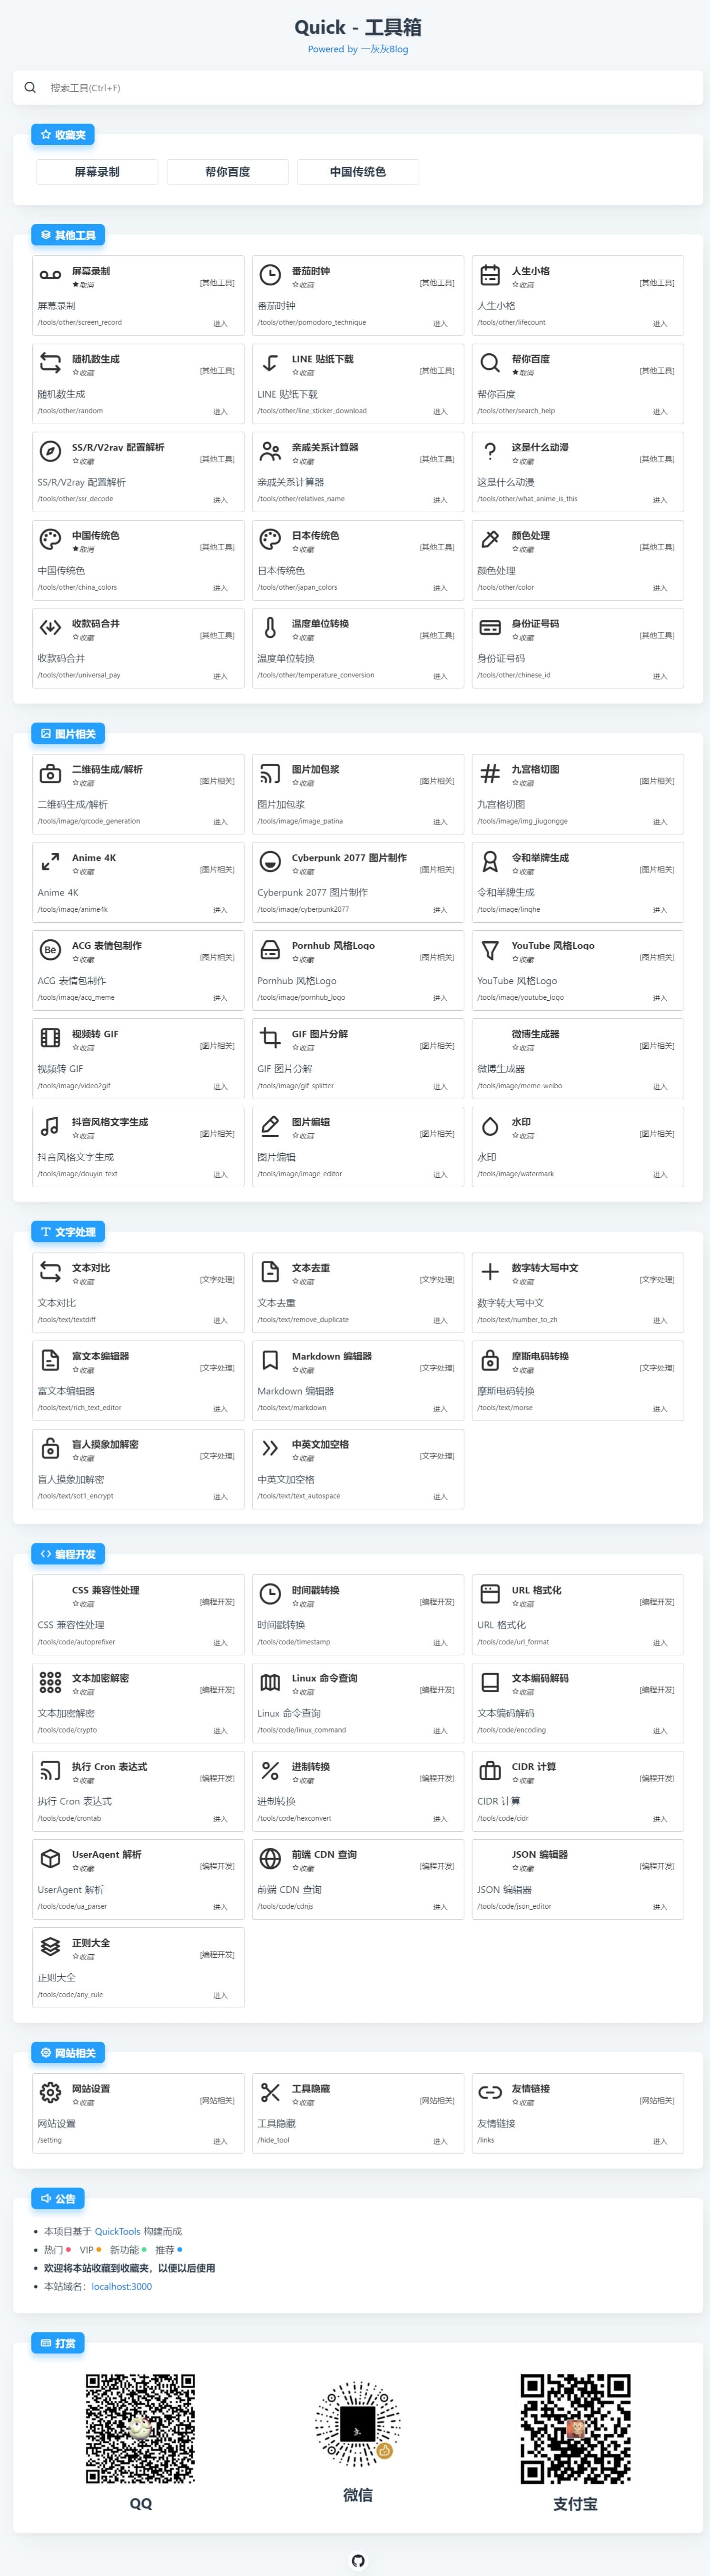 Quick - 工具箱
Powered by 一灰灰Blog
搜索工具(Ctrl+F)
收藏夹
屏幕录制 帮你百度 中国传统色
其他工具
屏幕录制
取消 [其他工具]
屏幕录制
/tools/other/screen_record 进入
番茄时钟
收藏 [其他工具]
番茄时钟
/tools/other/pomodoro_technique 进入
人生小格
收藏 [其他工具]
人生小格
/tools/other/lifecount 进入
随机数生成
收藏 [其他工具]
随机数生成
/tools/other/random 进入
LINE 贴纸下载
收藏 [其他工具]
LINE 贴纸下载
/tools/other/line_sticker_download 进入
帮你百度
取消 [其他工具]
帮你百度
/tools/other/search_help 进入
SS/R/V2ray 配置解析
收藏 [其他工具]
SS/R/V2ray 配置解析
/tools/other/ssr_decode 进入
亲戚关系计算器
收藏 [其他工具]
亲戚关系计算器
/tools/other/relatives_name 进入
这是什么动漫
收藏 [其他工具]
这是什么动漫
/tools/other/what_anime_is_this 进入
中国传统色
取消 [其他工具]
中国传统色
/tools/other/china_colors 进入
日本传统色
收藏 [其他工具]
日本传统色
/tools/other/japan_colors 进入
颜色处理
收藏 [其他工具]
颜色处理
/tools/other/color 进入
收款码合并
收藏 [其他工具]
收款码合并
/tools/other/universal_pay 进入
温度单位转换
收藏 [其他工具]
温度单位转换
/tools/other/temperature_conversion 进入
身份证号码
收藏 [其他工具]
身份证号码
/tools/other/chinese_id 进入
图片相关
二维码生成/解析
收藏 [图片相关]
二维码生成/解析
/tools/image/qrcode_generation 进入
图片加包浆
收藏 [图片相关]
图片加包浆
/tools/image/image_patina 进入
九宫格切图
收藏 [图片相关]
九宫格切图
/tools/image/img_jiugongge 进入
Anime 4K
收藏 [图片相关]
Anime 4K
/tools/image/anime4k 进入
Cyberpunk 2077 图片制作
收藏 [图片相关]
Cyberpunk 2077 图片制作
/tools/image/cyberpunk2077 进入
令和举牌生成
收藏 [图片相关]
令和举牌生成
/tools/image/linghe 进入
Bē
ACG 表情包制作
收藏 [图片相关]
ACG 表情包制作
/tools/image/acg_meme 进入
Pornhub 风格Logo
收藏 [图片相关]
Pornhub 风格Logo
/tools/image/pornhub_logo 进入
YouTube 风格Logo
收藏 [图片相关]
YouTube 风格Logo
/tools/image/youtube_logo 进入
视频转 GIF
收藏 [图片相关]
视频转 GIF
/tools/image/video2gif 进入
GIF 图片分解
收藏 [图片相关]
GIF 图片分解
/tools/image/gif_splitter 进入
微博生成器
收藏 [图片相关]
微博生成器
/tools/image/meme-weibo 进入
抖音风格文字生成
收藏 [图片相关]
抖音风格文字生成
/tools/image/douyin_text 进入
图片编辑
收藏 [图片相关]
图片编辑
/tools/image/image_editor 进入
水印
收藏 [图片相关]
水印
/tools/image/watermark 进入
文字处理
文本对比
收藏 [文字处理]
文本对比
/tools/text/textdiff 进入
文本去重
收藏 [文字处理]
文本去重
/tools/text/remove_duplicate 进入
数字转大写中文
收藏 [文字处理]
数字转大写中文
/tools/text/number_to_zh 进入
富文本编辑器
收藏 [文字处理]
富文本编辑器
/tools/text/rich_text_editor 进入
Markdown 编辑器
收藏 [文字处理]
Markdown 编辑器
/tools/text/markdown 进入
摩斯电码转换
收藏 [文字处理]
摩斯电码转换
/tools/text/morse 进入
盲人摸象加解密
收藏 [文字处理]
盲人摸象加解密
/tools/text/sot1_encrypt 进入
中英文加空格
收藏 [文字处理]
中英文加空格
/tools/text/text_autospace 进入
编程开发
CSS 兼容性处理
收藏 [编程开发]
CSS 兼容性处理
/tools/code/autoprefixer 进入
时间戳转换
收藏 [编程开发]
时间戳转换
/tools/code/timestamp 进入
URL 格式化
收藏 [编程开发]
URL 格式化
/tools/code/url_format 进入
文本加密解密
收藏 [编程开发]
文本加密解密
/tools/code/crypto 进入
Linux 命令查询
收藏 [编程开发]
Linux 命令查询
/tools/code/linux_command 进入
文本编码解码
收藏 [编程开发]
文本编码解码
/tools/code/encoding 进入
执行 Cron 表达式
收藏 [编程开发]
执行 Cron 表达式
/tools/code/crontab 进入
进制转换
收藏 [编程开发]
进制转换
/tools/code/hexconvert 进入
CIDR 计算
收藏 [编程开发]
CIDR 计算
/tools/code/cidr 进入
UserAgent 解析
收藏 [编程开发]
UserAgent 解析
/tools/code/ua_parser 进入
前端 CDN 查询
收藏 [编程开发]
前端 CDN 查询
/tools/code/cdnjs 进入
JSON 编辑器
收藏 [编程开发]
JSON 编辑器
/tools/code/json_editor 进入
正则大全
收藏 [编程开发]
正则大全
/tools/code/any_rule 进入
网站相关
网站设置
收藏 [网站相关]
网站设置
/setting 进入
工具隐藏
收藏 [网站相关]
工具隐藏
/hide_tool 进入
友情链接
收藏 [网站相关]
友情链接
/links 进入
公告
本项目基于 QuickTools 构建而成
热门 VIP 新功能 推荐
欢迎将本站收藏到收藏夹，以便以后使用
本站域名：localhost:3000
打赏
QQ
微信
支付宝